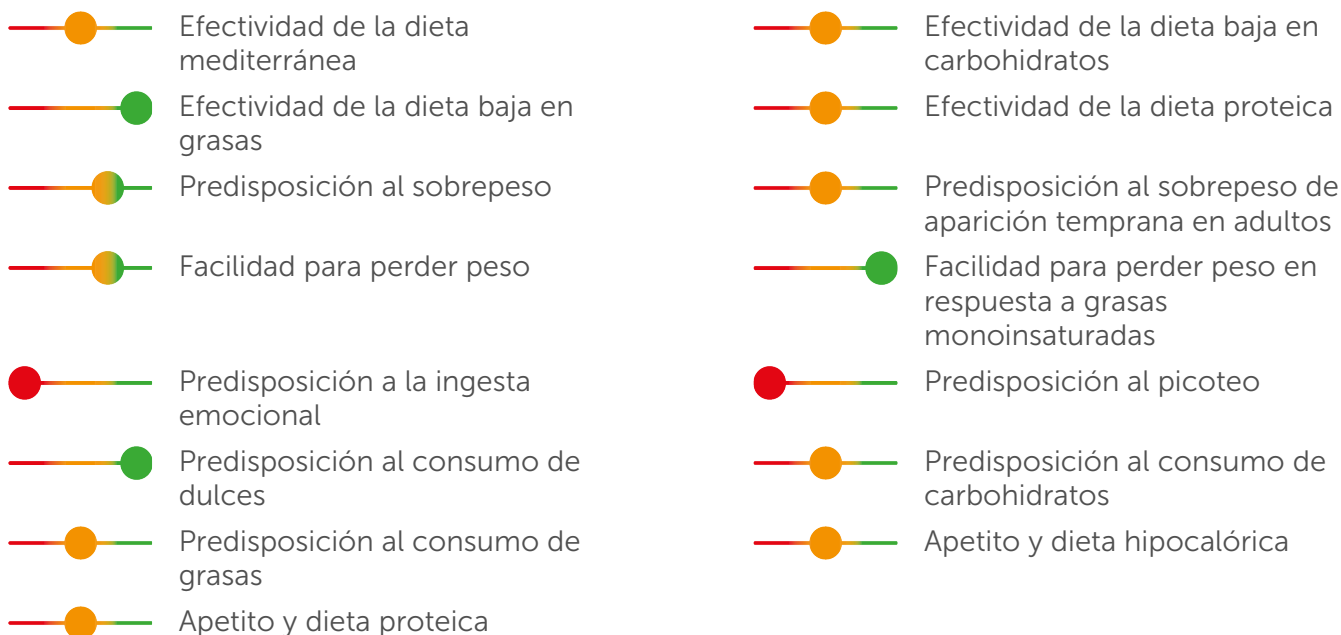 Efectividad de la dieta
mediterránea
Efectividad de la dieta baja en
carbohidratos
Efectividad de la dieta baja en
grasas
Efectividad de la dieta proteica
Predisposición al sobrepeso
Predisposición al sobrepeso de
aparición temprana en adultos
Facilidad para perder peso
Facilidad para perder peso en
respuesta a grasas
monoinsaturadas
Predisposición a la ingesta
emocional
Predisposición al picoteo
Predisposición al consumo de
dulces
Predisposición al consumo de
carbohidratos
Predisposición al consumo de
grasas
Apetito y dieta hipocalórica
Apetito y dieta proteica